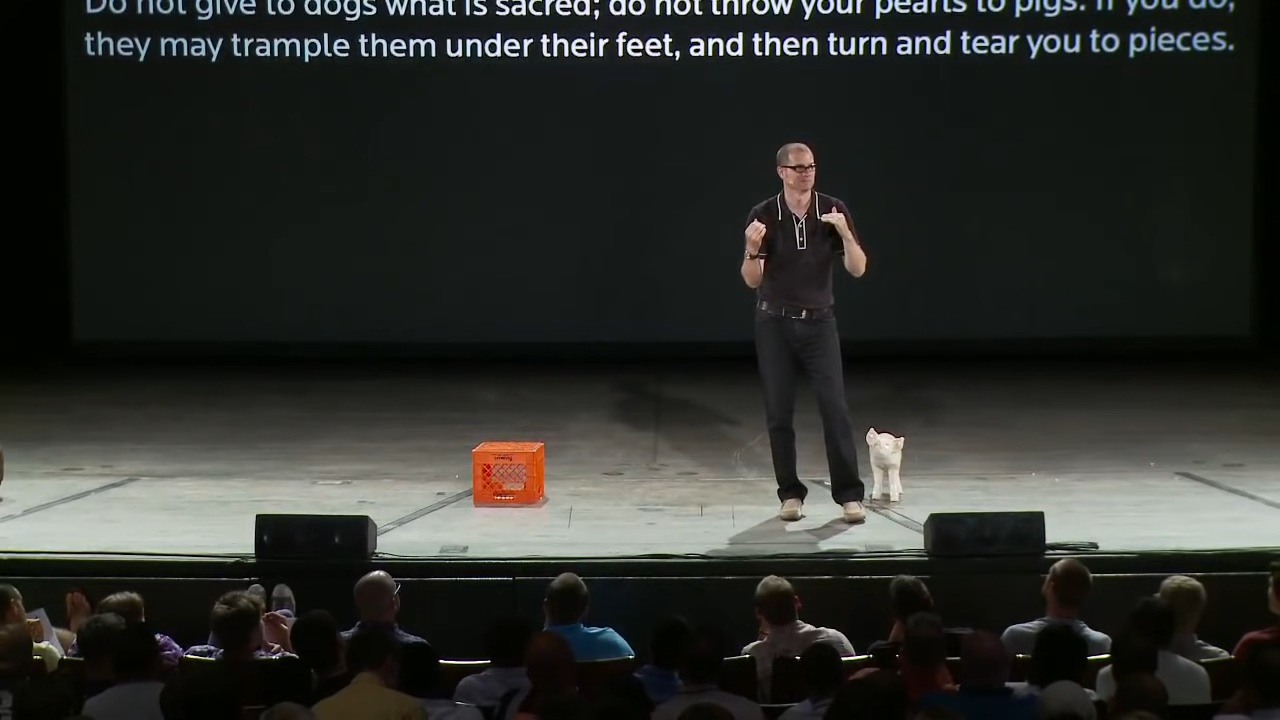 Do not give to dogs what is sacred; do not throw your pearls to pigs. If you do,
they may trample them under their feet, and then turn and tear you to pieces.